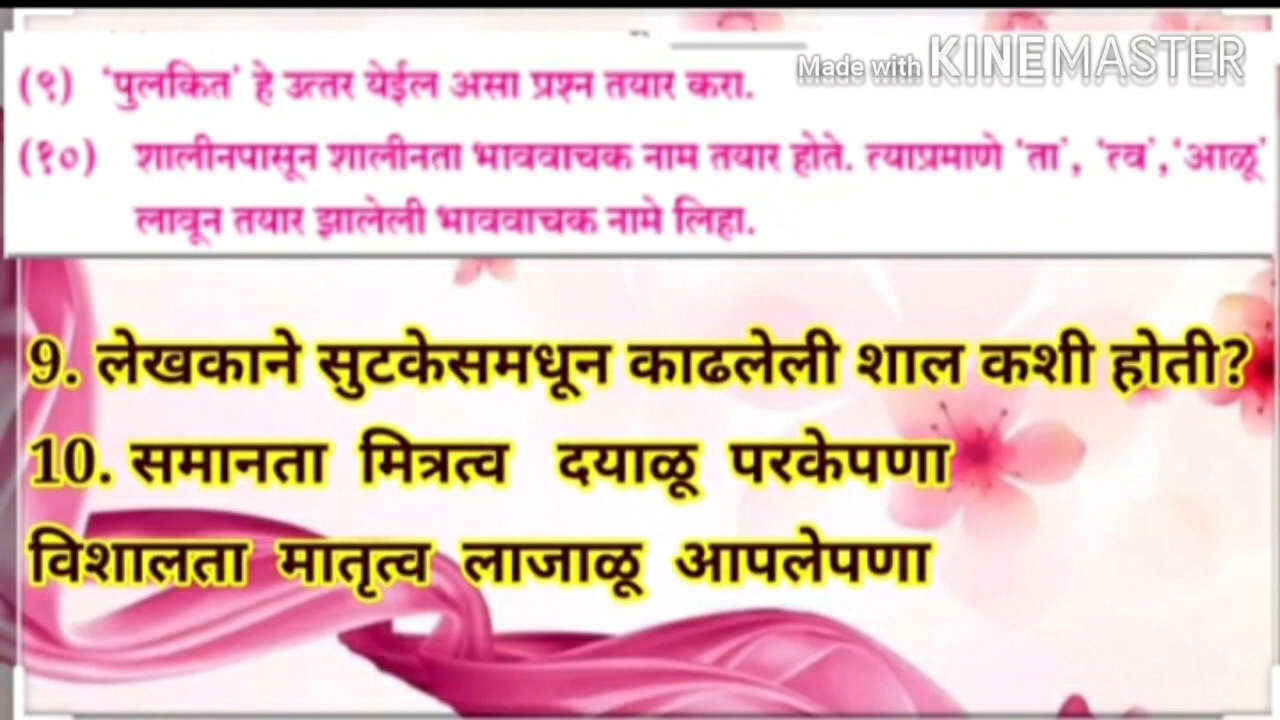 Made with KINEMASTER
(९) 'पुलकित' हे उत्तर येईल असा प्रश्न तयार करा.
(१०) शालीनपासून शालीनता भाववाचक नाम तयार होते. त्याप्रमाणे 'ता', 'त्व','आळू'
लावून तयार झालेली भाववाचक नामे लिहा.
9. लेखकाने सुटकेसमधून काढलेली शाल कशी होती?
10. समानता मित्रत्व दयाळू परकेपणा
विशालता मातृत्व लाजाळू आपलेपणा